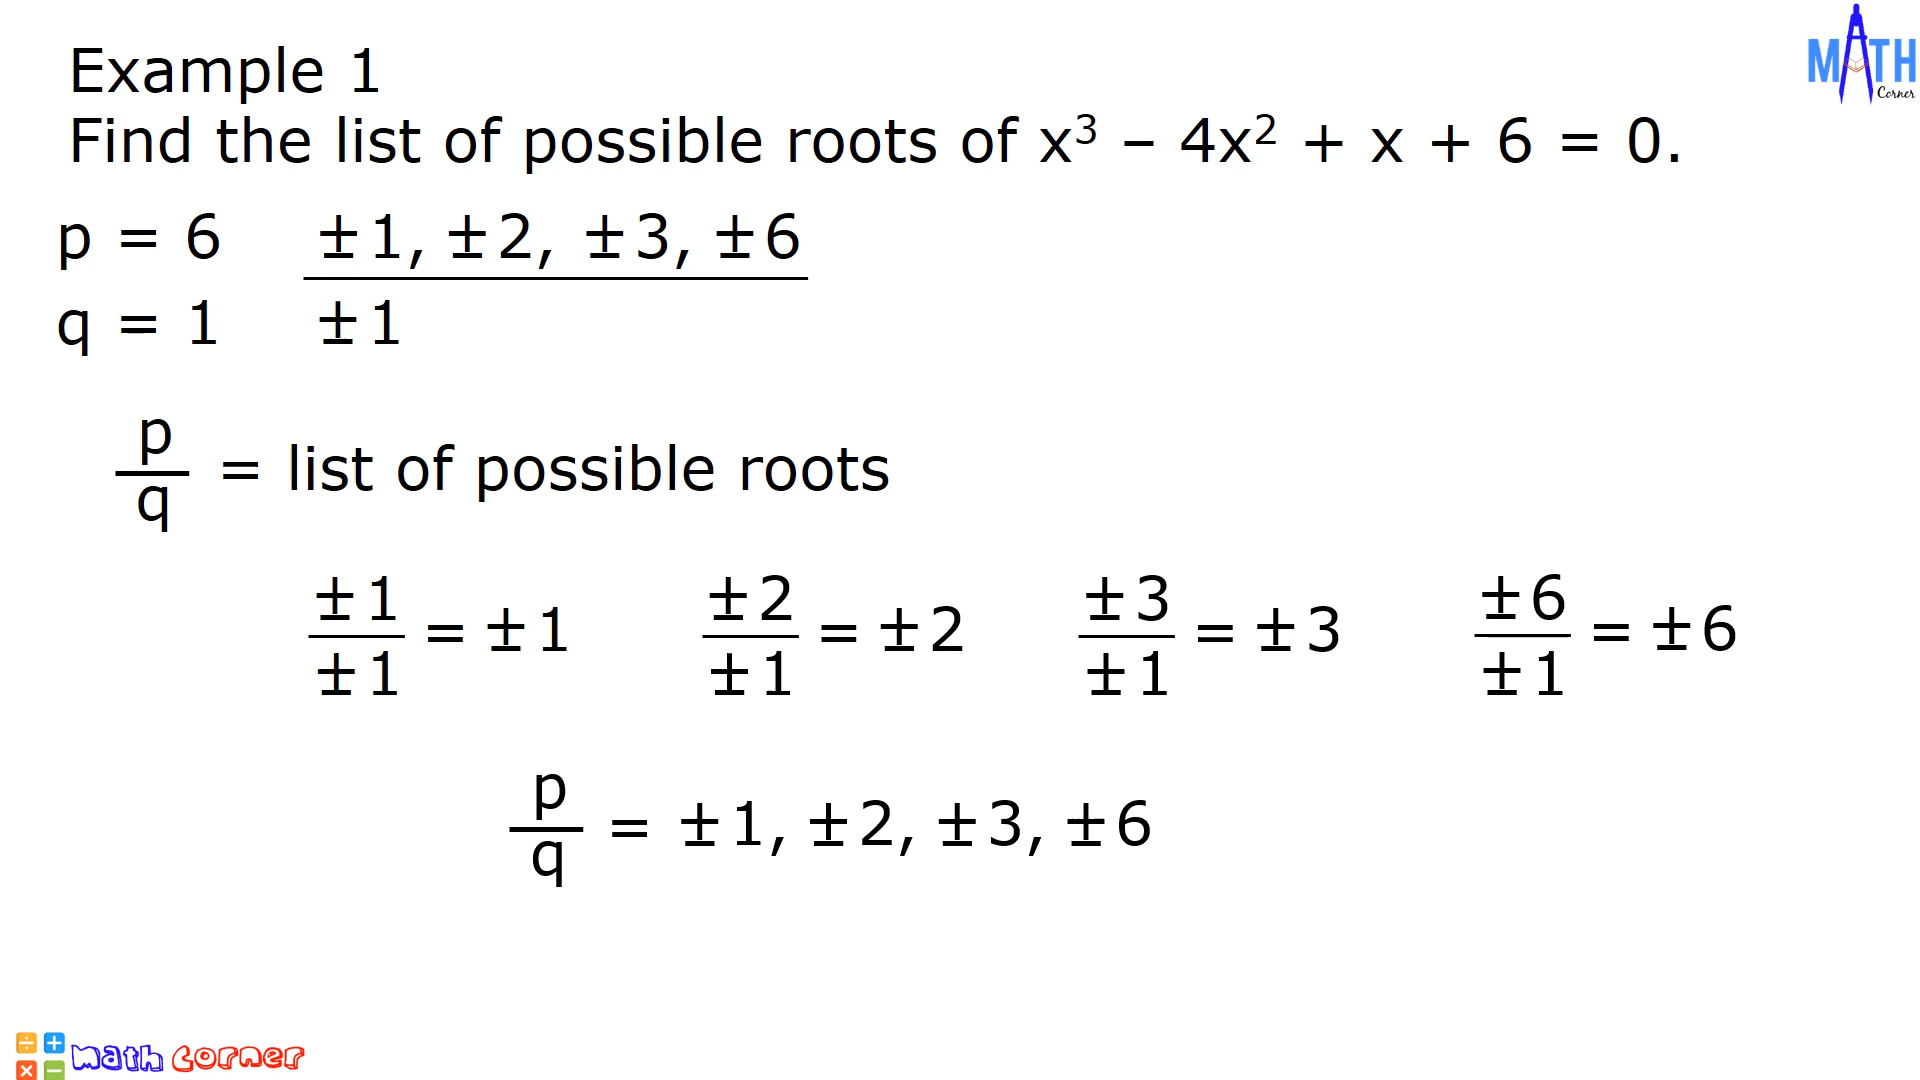 MATH
Corner
Example 1
Find the list of possible roots of x³ – 4x² + x + 6 = 0.
p = 6 ±1, ±2, ±3, ±6
q = 1 ±1
p
q
= list of possible roots
±1
±1
= ±1
±2
±1
= ±2
±3
±1
= ±3
±6
±1
= ±6
p
q
= ±1, ±2, ±3, ±6
math corner